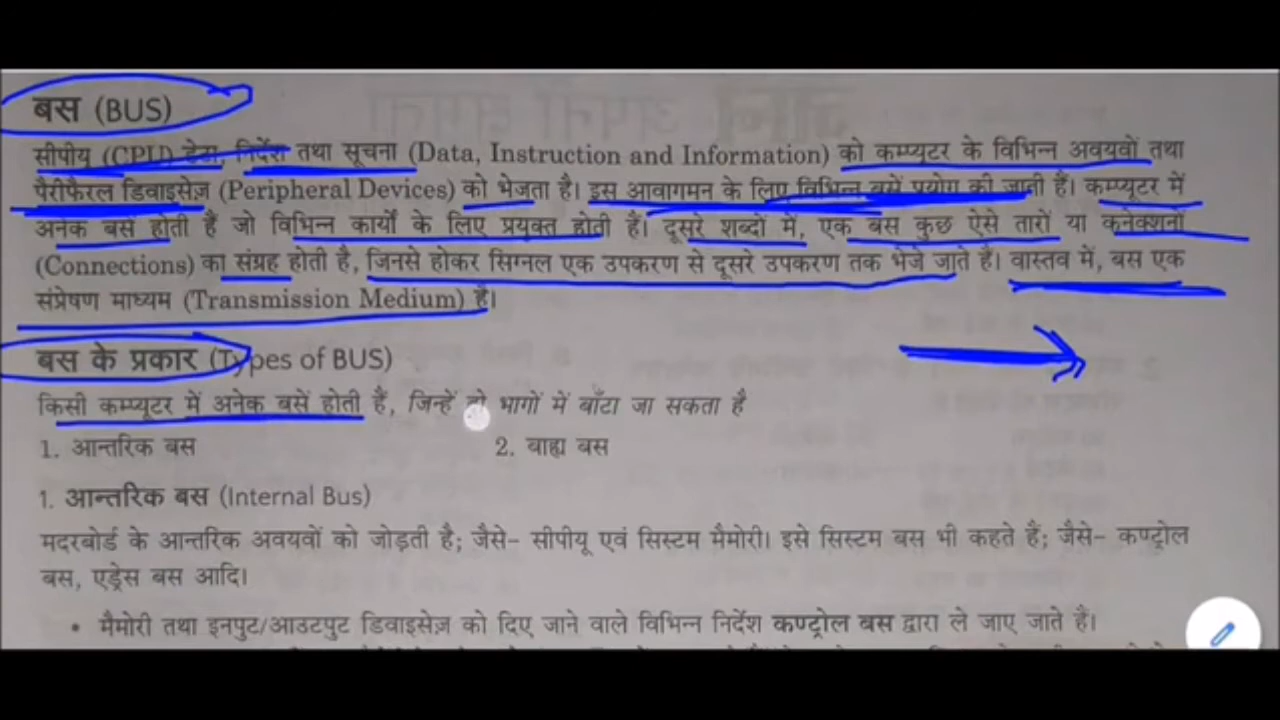 बस (BUS)
सीपीयू (CPU) डेटा, निर्देश तथा सूचना (Data, Instruction and Information) को कम्प्यूटर के विभिन्न अवयवों तथा
पैरीफैरल डिवाइसेज़ (Peripheral Devices) को भेजता है। इस आवागमन के लिए विभिन्न बसें प्रयोग की जाती हैं। कम्प्यूटर में
अनेक बसें होती हैं जो विभिन्न कार्यों के लिए प्रयुक्त होती हैं। दूसरे शब्दों में, एक बस कुछ ऐसे तारों या कनेक्शनों
(Connections) का संग्रह होती है, जिनसे होकर सिग्नल एक उपकरण से दूसरे उपकरण तक भेजे जाते हैं। वास्तव में, बस एक
संप्रेषण माध्यम (Transmission Medium) है।
बस के प्रकार (Types of BUS)
किसी कम्प्यूटर में अनेक बसें होती हैं, जिन्हें दो भागों में बाँटा जा सकता है
1. आन्तरिक बस 2. वाह्य बस
1. आन्तरिक बस (Internal Bus)
मदरबोर्ड के आन्तरिक अवयवों को जोड़ती है; जैसे– सीपीयू एवं सिस्टम मैमोरी। इसे सिस्टम बस भी कहते हैं; जैसे– कण्ट्रोल
बस, एड्रेस बस आदि।
• मैमोरी तथा इनपुट/आउटपुट डिवाइसेज़ को दिए जाने वाले विभिन्न निर्देश कण्ट्रोल बस द्वारा ले जाए जाते हैं।